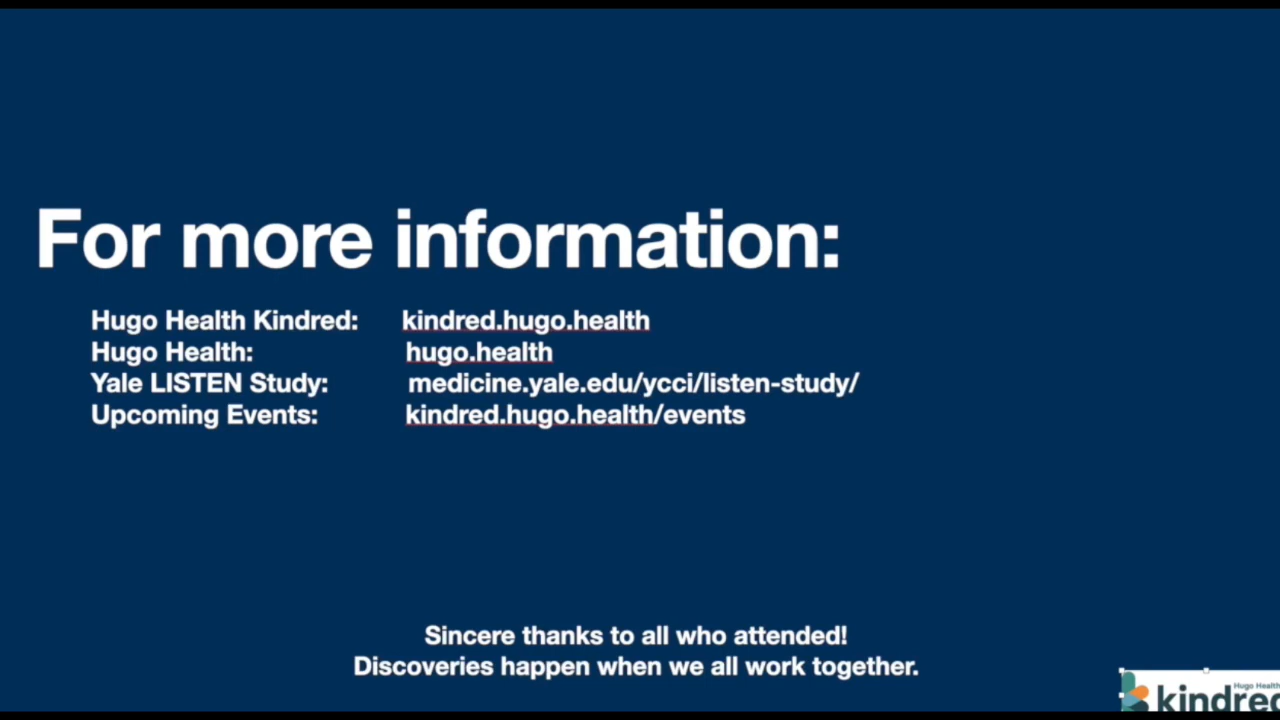 For more information:
Hugo Health Kindred: kindred.hugo.health
Hugo Health: hugo.health
Yale LISTEN Study: medicine.yale.edu/ycci/listen-study/
Upcoming Events: kindred.hugo.health/events
Sincere thanks to all who attended!
Discoveries happen when we all work together.
Hugo Health
kindred